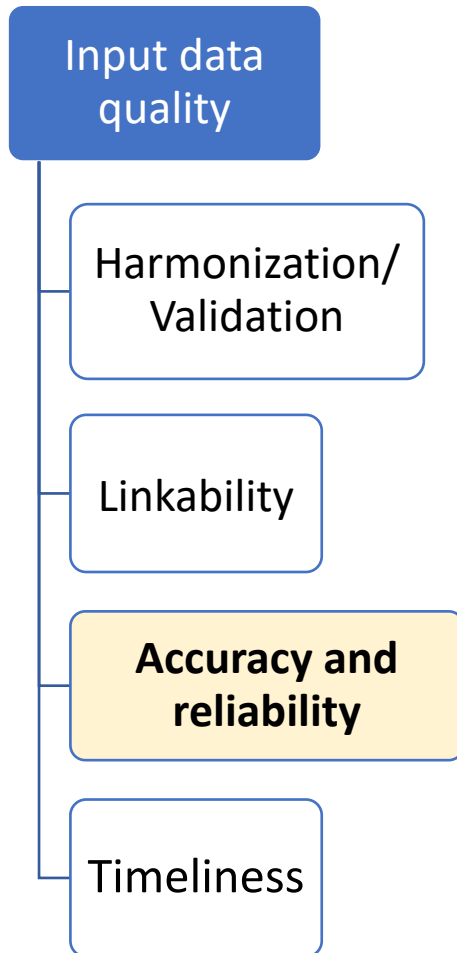 Input data
quality
Harmonization/
Validation
Linkability
Accuracy and
reliability
Timeliness